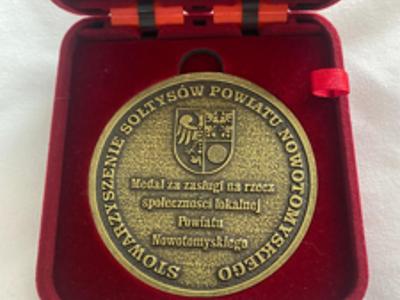 STOWARZYSZENIE SOŁTYSÓW POWIATU NOWOTOMYSKIEGO
Medal za zasługi na rzecz
społeczności lokalnej
Powiatu
Nowotomyskiego